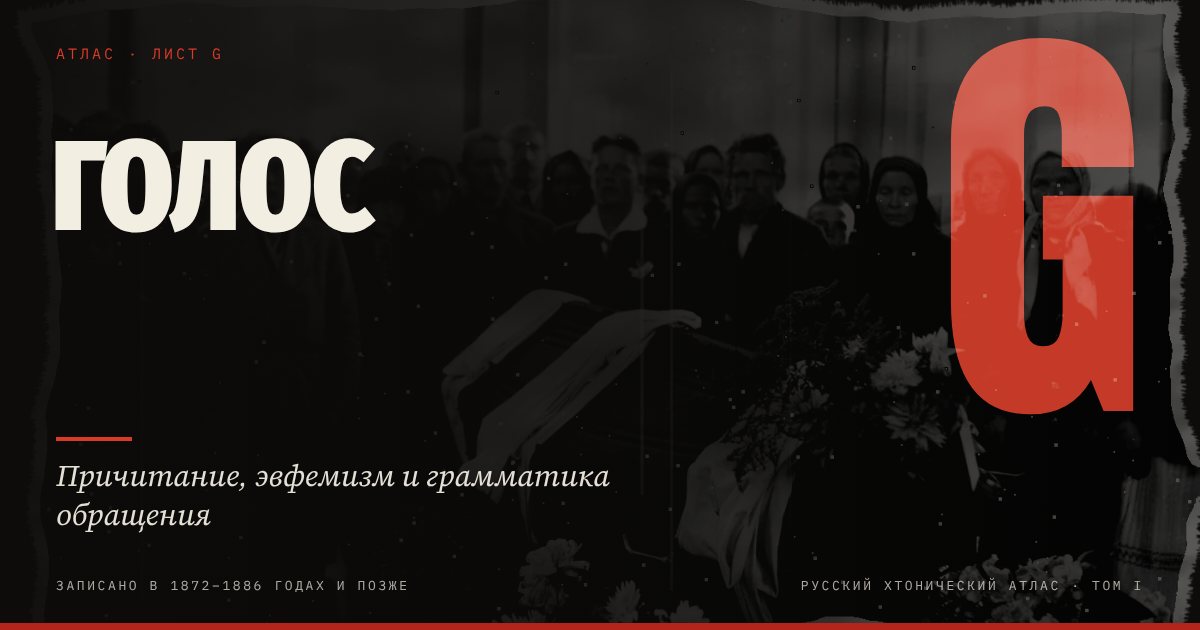 АТЛАС · ЛИСТ G
G
ГОЛОС
Причитание, эвфемизм и грамматика
обращения
ЗАПИСАНО В 1872–1886 ГОДАХ И ПОЗЖЕ
РУССКИЙ ХТОНИЧЕСКИЙ АТЛАС · ТОМ I